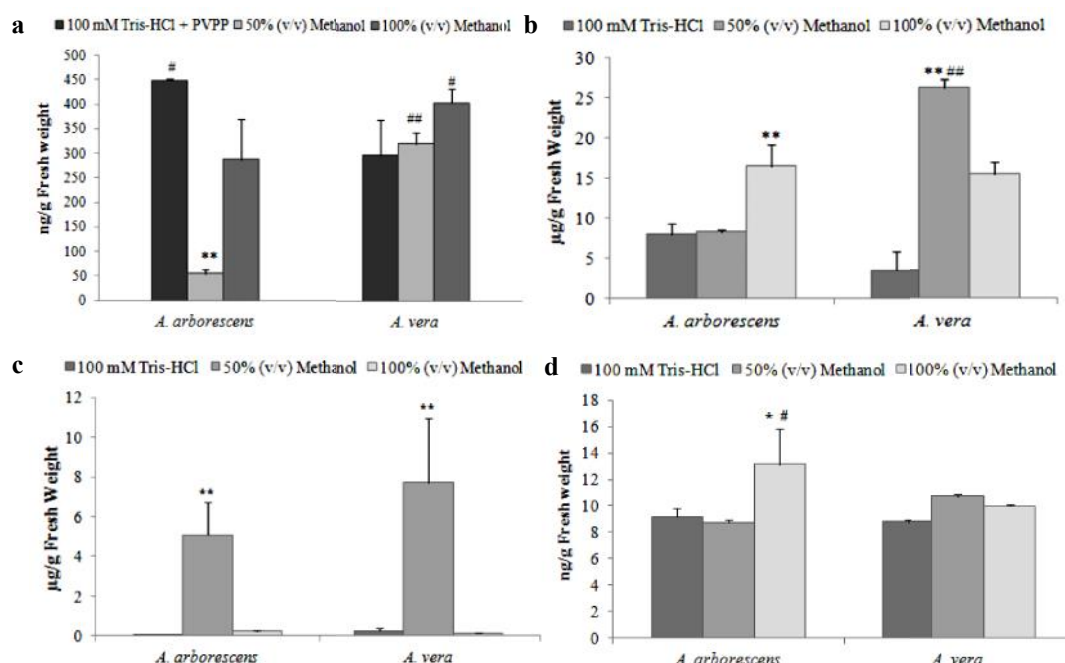 a
100 mM Tris-HCl + PVPP 50% (v/v) Methanol 100% (v/v) Methanol
ng/g Fresh weight
500
450
400
350
300
250
200
150
100
50
0
#
**
##
#
A. arborescens A. vera
b
100 mM Tris-HCl 50% (v/v) Methanol 100% (v/v) Methanol
µg/g Fresh Weight
30
25
20
15
10
5
0
**
** ##
A. arborescens A. vera
c
100 mM Tris-HCl 50% (v/v) Methanol 100% (v/v) Methanol
µg/g Fresh Weight
12
10
8
6
4
2
0
**
**
A. arborescens A. vera
d
100 mM Tris-HCl 50% (v/v) Methanol 100% (v/v) Methanol
ng/g Fresh weight
18
16
14
12
10
8
6
4
2
0
* #
A. arborescens A. vera